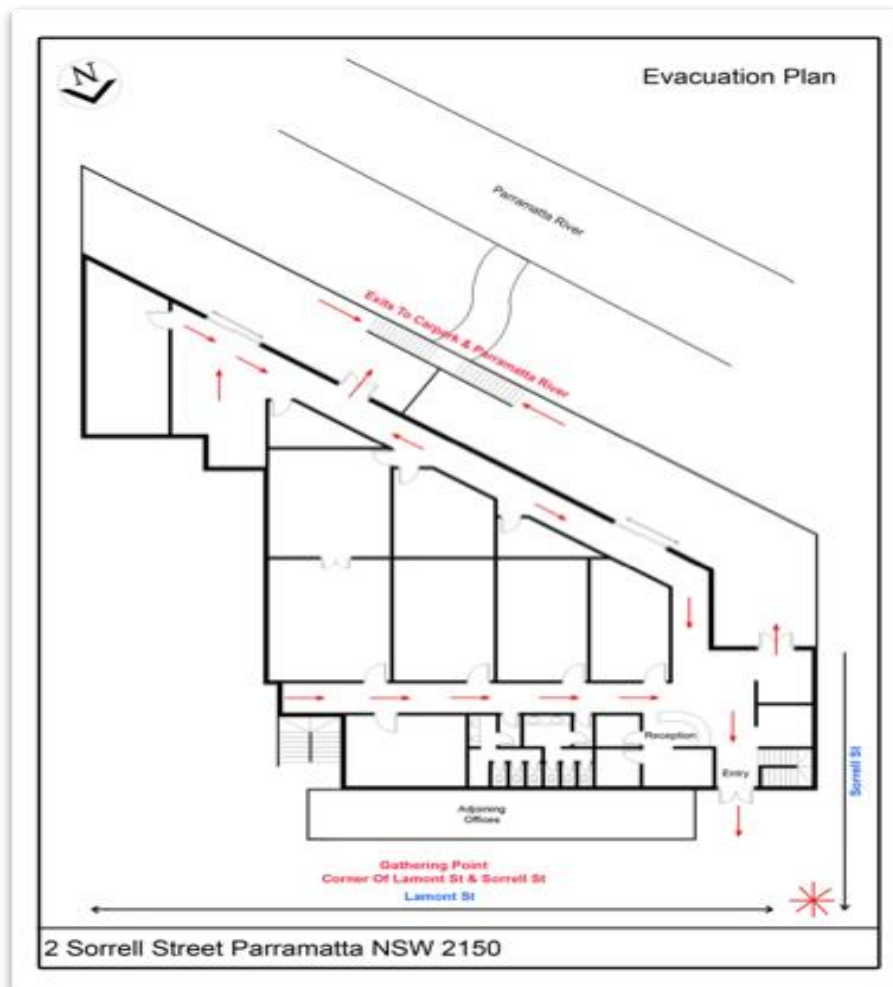 N
Evacuation Plan
Parramatta River
Exits To Carpark & Parramatta River
Reception
Entry
Sorrell St
Adjoining
Offices
Gathering Point
Corner Of Lamont St & Sorrell St
Lamont St
2 Sorrell Street Parramatta NSW 2150